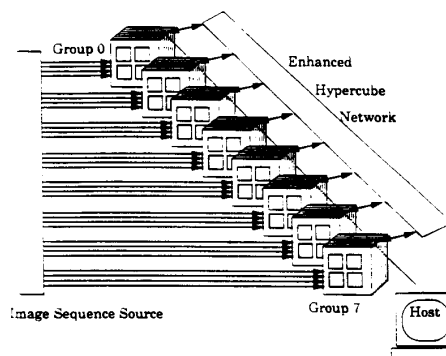 Group 0
Enhanced
Hypercube
Network
Image Sequence Source
Group 7
Host